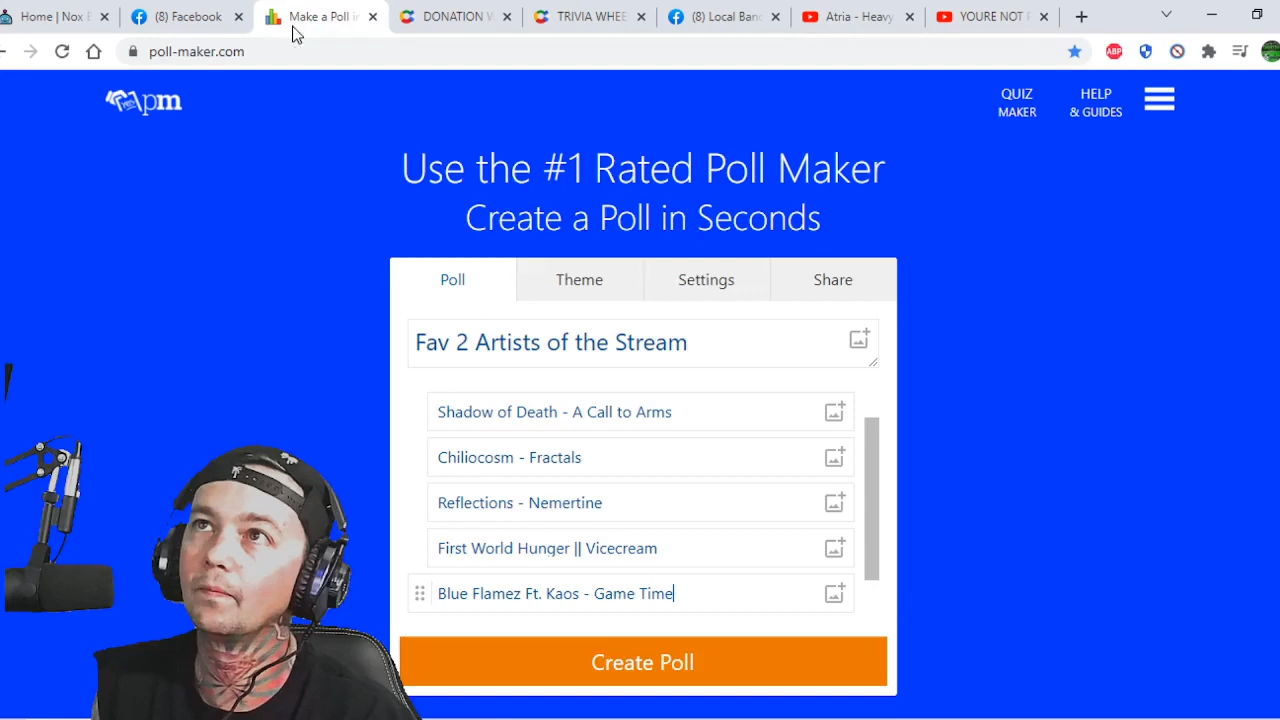 Home | Nox E
(8) Facebook
Make a Poll in
DONATION W
TRIVIA WHEE
(8) Local Banc
Atria - Heavy
YOURE NOT F
poll-maker.com
ABP
pm
QUIZ
MAKER
HELP
& GUIDES
Use the #1 Rated Poll Maker
Create a Poll in Seconds
Poll
Theme
Settings
Share
Fav 2 Artists of the Stream
Shadow of Death - A Call to Arms
Chiliocosm - Fractals
Reflections - Nemertine
First World Hunger || Vicecream
Blue Flamez Ft. Kaos - Game Time
Create Poll